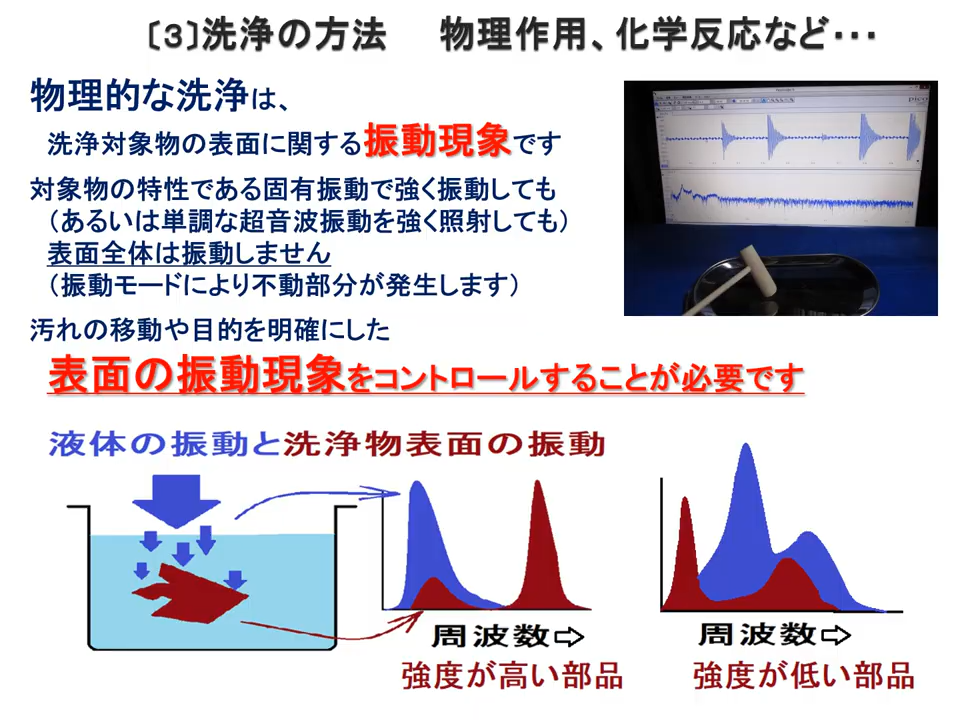 〔３〕洗浄の方法　物理作用、化学反応など・・・
物理的な洗浄は、
洗浄対象物の表面に関する振動現象です
対象物の特性である固有振動で強く振動しても
（あるいは単調な超音波振動を強く照射しても）
表面全体は振動しません
（振動モードにより不動部分が発生します）
汚れの移動や目的を明確にした
表面の振動現象をコントロールすることが必要です
液体の振動と洗浄物表面の振動
周波数⇨
強度が高い部品
周波数⇨
強度が低い部品
pico